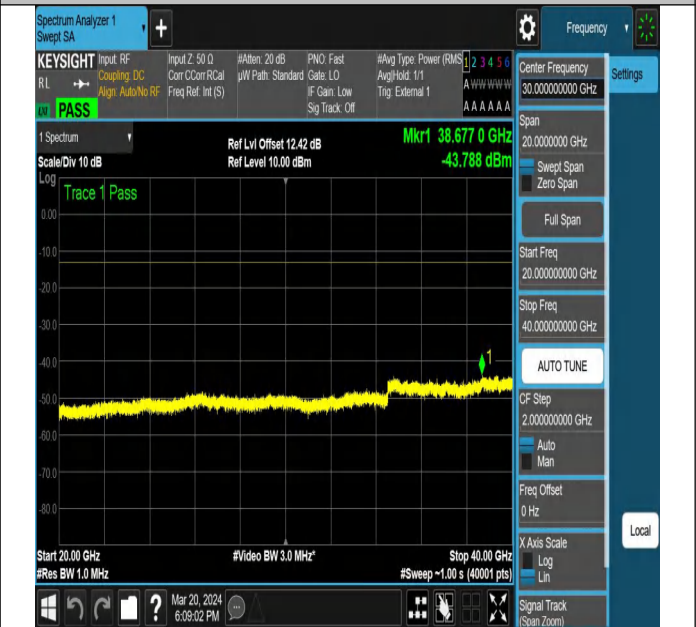 Spectrum Analyzer 1
Swept SA
Frequency
KEYSIGHT
Input: RF
Coupling: DC
Align: Auto/No RF
Input Z: 50 Ω
Corr CCorr RCal
Freq Ref: Int (S)
#Atten: 20 dB
µW Path: Standard
PNO: Fast
Gate: LO
IF Gain: Low
Sig Track: Off
#Avg Type: Power (RMS)
Avg|Hold: 1/1
Trig: External 1
1 2 3 4 5 6
A W W W W W
A A A A A A
RL
PASS
1 Spectrum
Scale/Div 10 dB
Log
Ref Lvl Offset 12.42 dB
Ref Level 10.00 dBm
Mkr1 38.677 0 GHz
-43.788 dBm
Trace 1 Pass
0.00
-10.0
-20.0
-30.0
-40.0
-50.0
-60.0
-70.0
-80.0
1
Start 20.00 GHz
#Res BW 1.0 MHz
#Video BW 3.0 MHz*
Stop 40.00 GHz
#Sweep ~1.00 s (40001 pts)
Mar 20, 2024
6:09:02 PM
Center Frequency
30.000000000 GHz
Settings
Span
20.0000000 GHz
Swept Span
Zero Span
Full Span
Start Freq
20.000000000 GHz
Stop Freq
40.000000000 GHz
AUTO TUNE
CF Step
2.000000000 GHz
Auto
Man
Freq Offset
0 Hz
X Axis Scale
Log
Lin
Local
Signal Track
(Span Zoom)